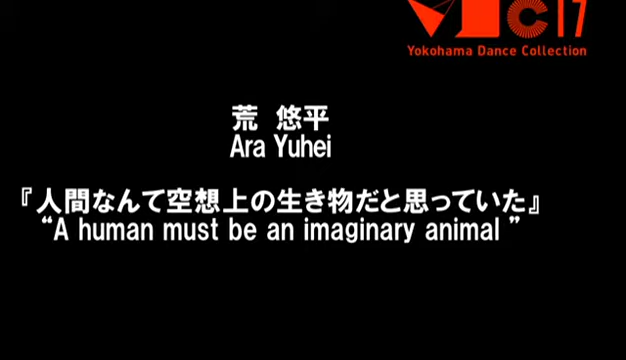 C17
Yokohama Dance Collection
荒 悠平
Ara Yuhei
『人間なんて空想上の生き物だと思っていた』
“A human must be an imaginary animal ”